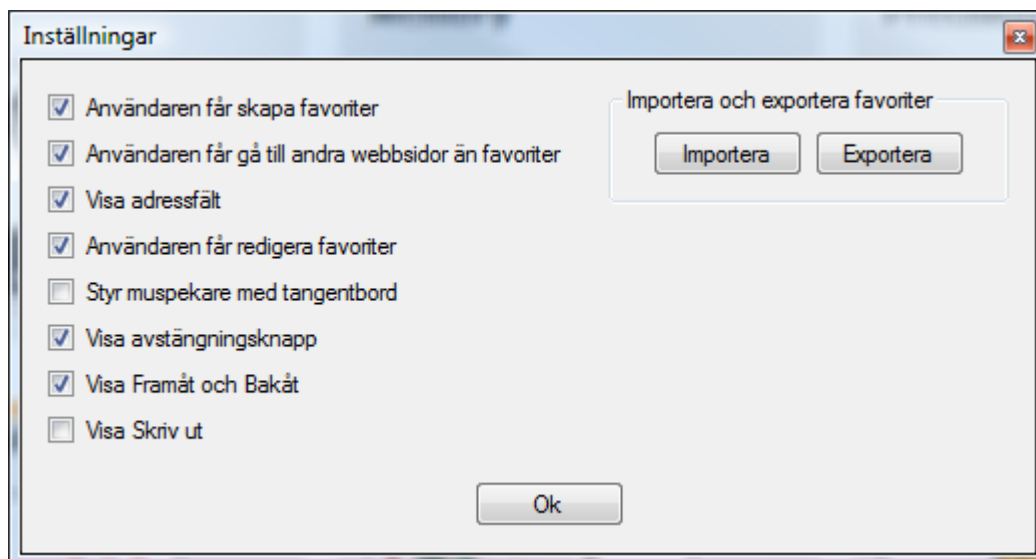 Inställningar
Användaren får skapa favoriter
Användaren får gå till andra webbsidor än favoriter
Visa adressfält
Användaren får redigera favoriter
Styr muspekare med tangentbord
Visa avstängningsknapp
Visa Framåt och Bakåt
Visa Skriv ut
Importera och exportera favoriter
Importera
Exportera
Ok